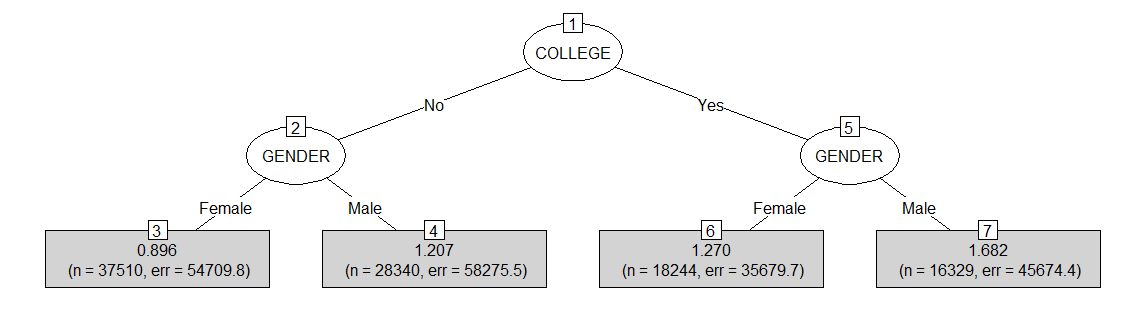 1
COLLEGE
No
Yes
2
GENDER
5
GENDER
Female
Male
Female
Male
3
0.896
(n = 37510, err = 54709.8)
4
1.207
(n = 28340, err = 58275.5)
6
1.270
(n = 18244, err = 35679.7)
7
1.682
(n = 16329, err = 45674.4)